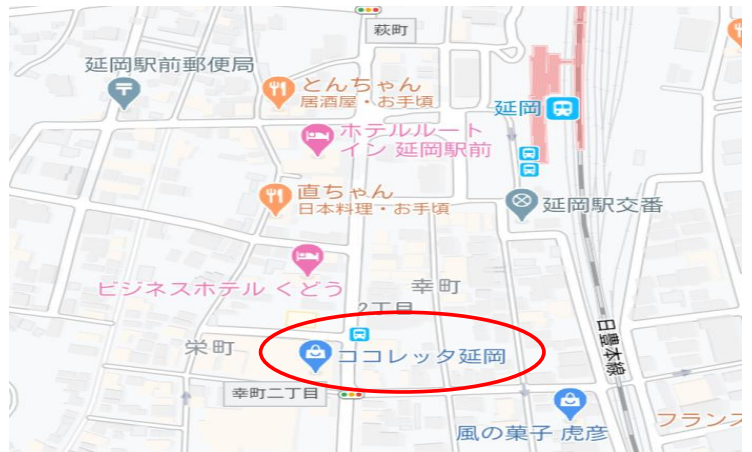 萩町
延岡駅前郵便局
とんちゃん
居酒屋・お手頃
延岡
ホテルルート
イン 延岡駅前
直ちゃん
日本料理・お手頃
延岡駅交番
ビジネスホテル くどう
幸町
2丁目
日豊本線
栄町
ココレッタ延岡
幸町二丁目
風の菓子 虎彦
フランス